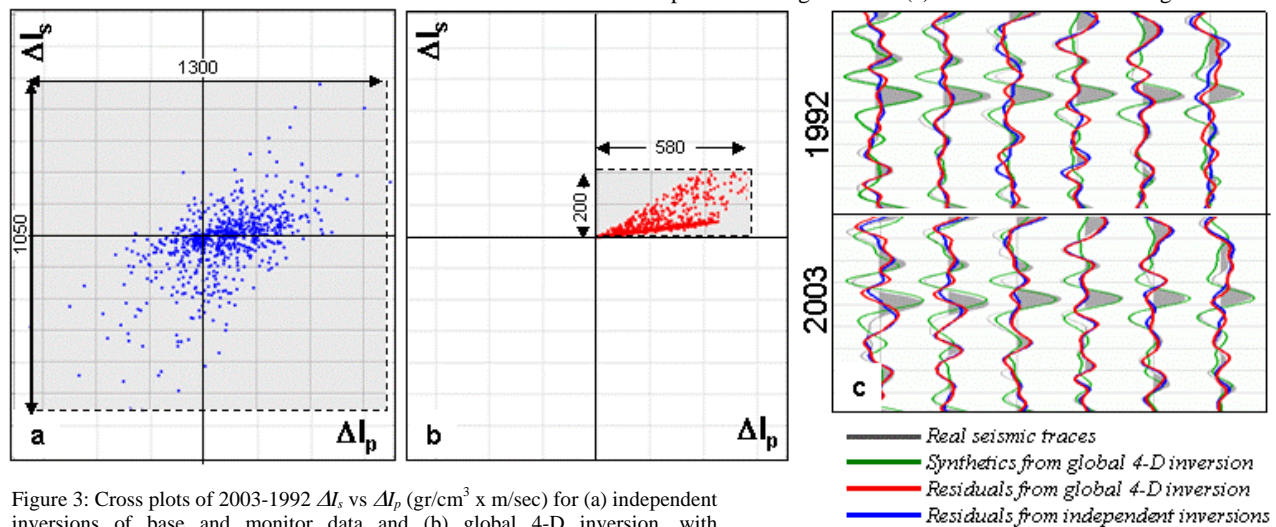 ΔIs
1300
1050
a
ΔIp
ΔIs
580
200
b
ΔIp
1992
2003
c
Real seismic traces
Synthetics from global 4-D inversion
Residuals from global 4-D inversion
Residuals from independent inversions
Figure 3: Cross plots of 2003-1992 ΔIs vs ΔIp (gr/cm³ x m/sec) for (a) independent
inversions of base and monitor data and (b) global 4-D inversion, with